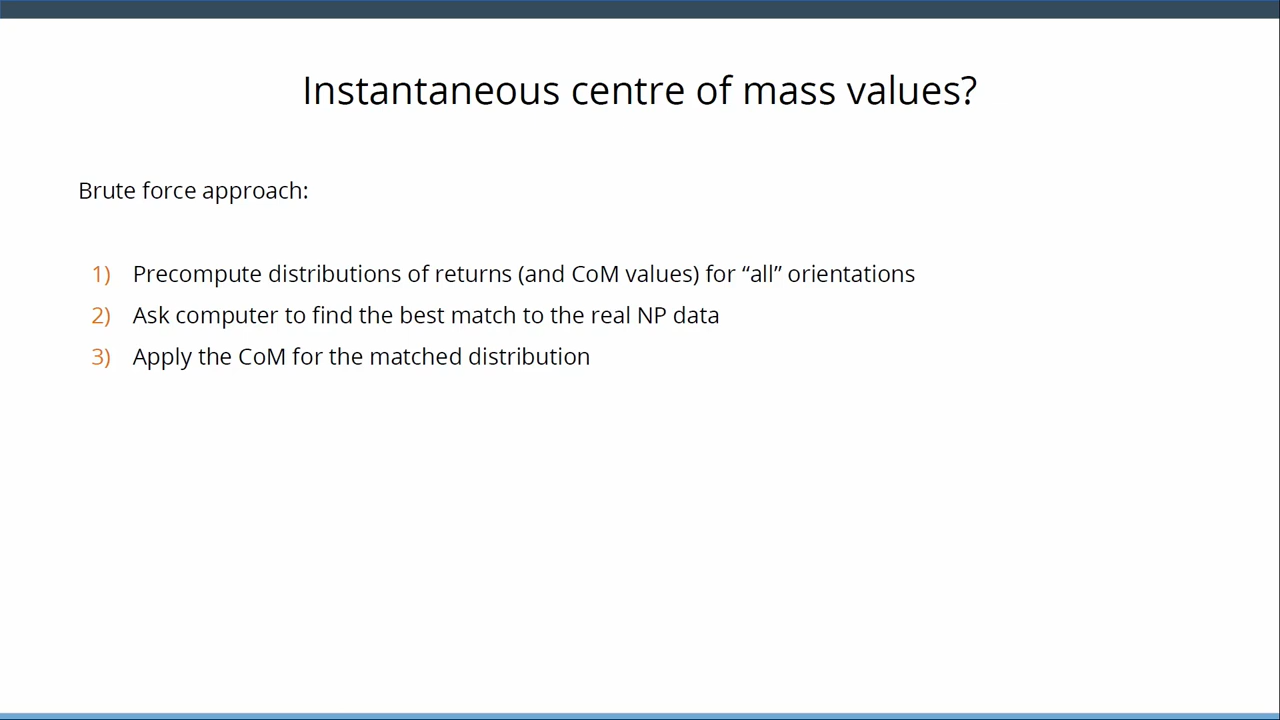 Instantaneous centre of mass values?
Brute force approach:
1) Precompute distributions of returns (and CoM values) for “all” orientations
2) Ask computer to find the best match to the real NP data
3) Apply the CoM for the matched distribution